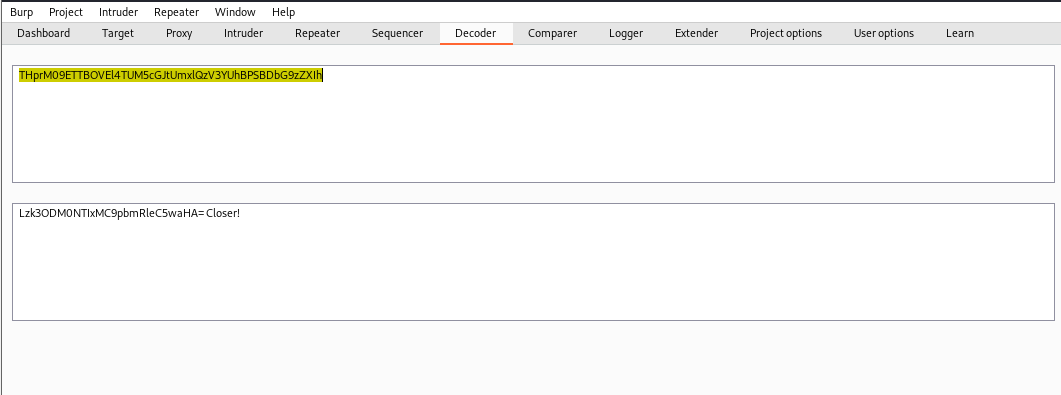 Burp Project Intruder Repeater Window Help
Dashboard Target Proxy Intruder Repeater Sequencer Decoder Comparer Logger Extender Project options User options Learn
THprM09ETTBOVEl4TUM5cGJtUmxlQzV3YUhBPSBDbG9zZXIh
Lzk3ODM0NTIxMC9pbmRleC5waHA= Closer!